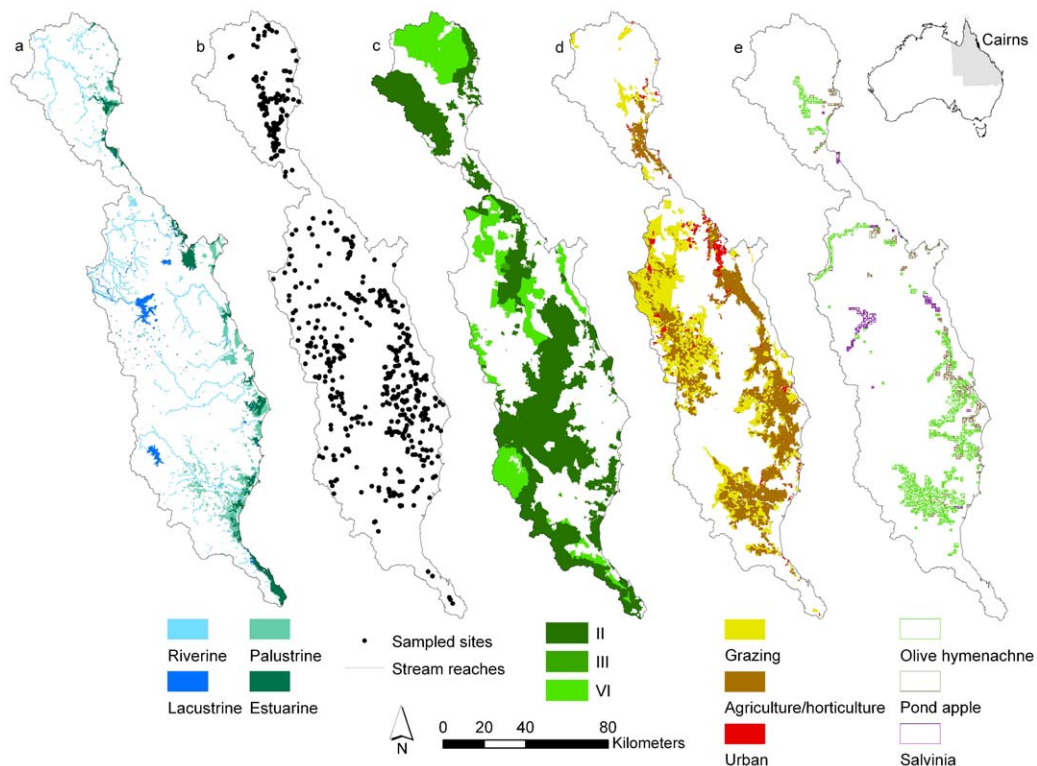 a
b
c
d
e
Cairns
Riverine
Palustrine
Lacustrine
Estuarine
Sampled sites
Stream reaches
N
0 20 40 80
Kilometers
II
III
VI
Grazing
Agriculture/horticulture
Urban
Olive hymenachne
Pond apple
Salvinia